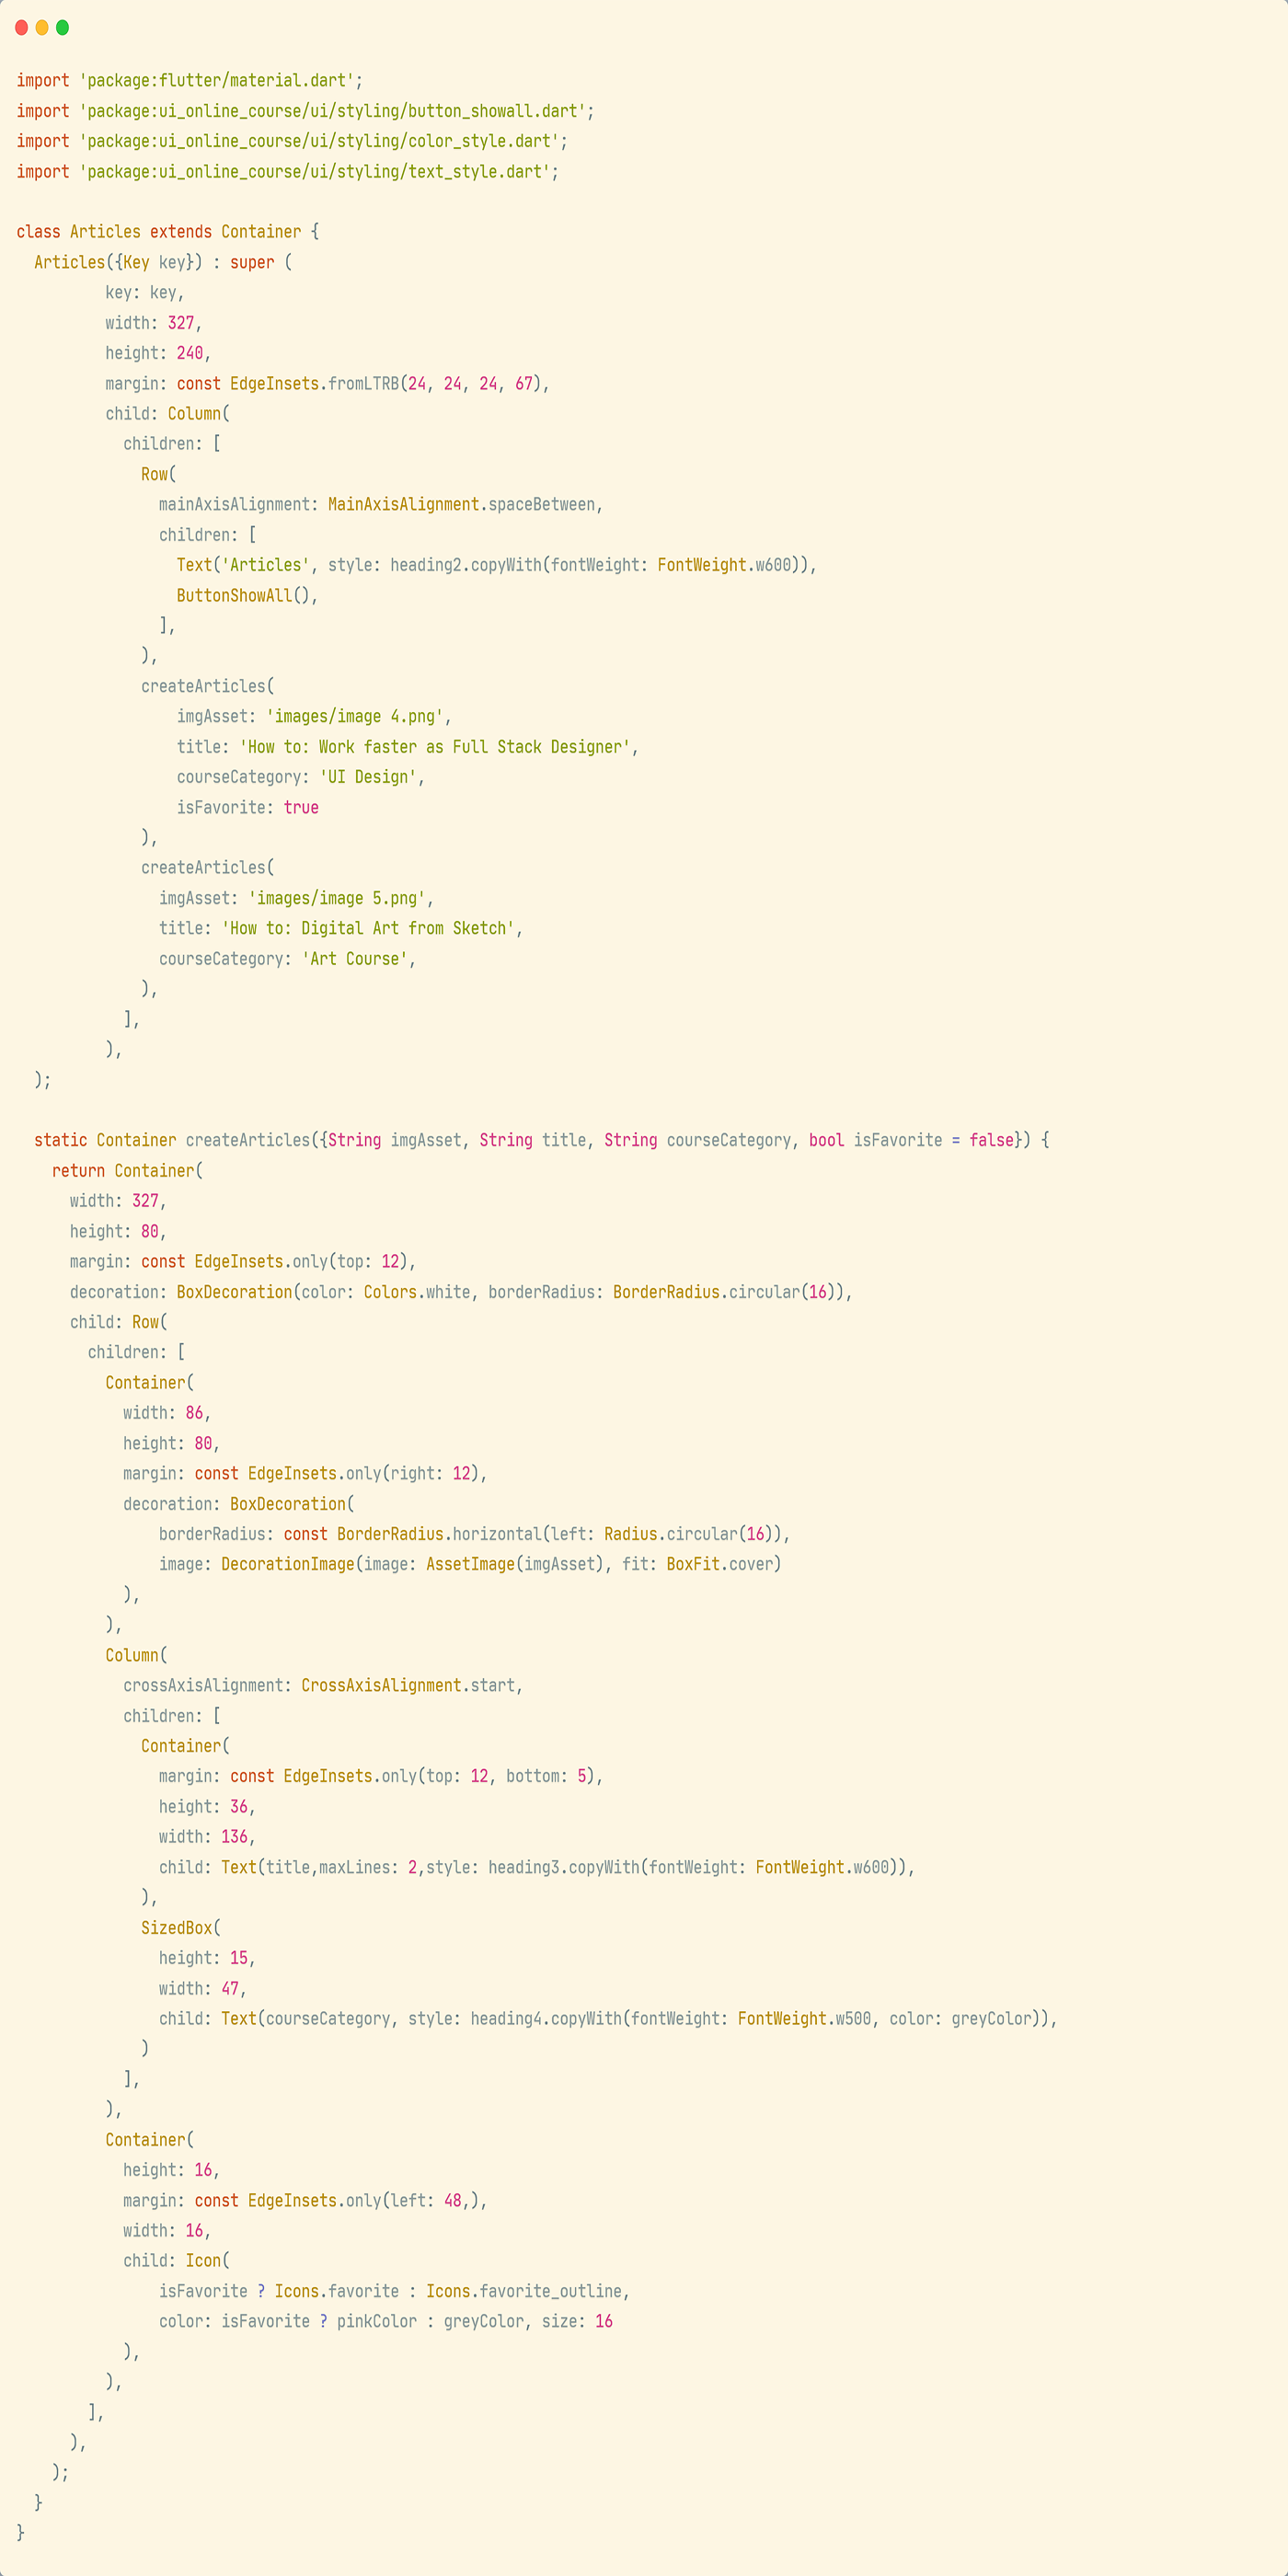 import 'package:flutter/material.dart';
import 'package:ui_online_course/ui/styling/button_showall.dart';
import 'package:ui_online_course/ui/styling/color_style.dart';
import 'package:ui_online_course/ui/styling/text_style.dart';

class Articles extends Container {
  Articles({Key key}) : super (
          key: key,
          width: 327,
          height: 240,
          margin: const EdgeInsets.fromLTRB(24, 24, 24, 67),
          child: Column(
            children: [
              Row(
                mainAxisAlignment: MainAxisAlignment.spaceBetween,
                children: [
                  Text('Articles', style: heading2.copyWith(fontWeight: FontWeight.w600)),
                  ButtonShowAll(),
                ],
              ),
              createArticles(
                  imgAsset: 'images/image 4.png',
                  title: 'How to: Work faster as Full Stack Designer',
                  courseCategory: 'UI Design',
                  isFavorite: true
              ),
              createArticles(
                imgAsset: 'images/image 5.png',
                title: 'How to: Digital Art from Sketch',
                courseCategory: 'Art Course',
              ),
            ],
          ),
  );

  static Container createArticles({String imgAsset, String title, String courseCategory, bool isFavorite = false}) {
    return Container(
      width: 327,
      height: 80,
      margin: const EdgeInsets.only(top: 12),
      decoration: BoxDecoration(color: Colors.white, borderRadius: BorderRadius.circular(16)),
      child: Row(
        children: [
          Container(
            width: 86,
            height: 80,
            margin: const EdgeInsets.only(right: 12),
            decoration: BoxDecoration(
                borderRadius: const BorderRadius.horizontal(left: Radius.circular(16)),
                image: DecorationImage(image: AssetImage(imgAsset), fit: BoxFit.cover)
            ),
          ),
          Column(
            crossAxisAlignment: CrossAxisAlignment.start,
            children: [
              Container(
                margin: const EdgeInsets.only(top: 12, bottom: 5),
                height: 36,
                width: 136,
                child: Text(title,maxLines: 2,style: heading3.copyWith(fontWeight: FontWeight.w600)),
              ),
              SizedBox(
                height: 15,
                width: 47,
                child: Text(courseCategory, style: heading4.copyWith(fontWeight: FontWeight.w500, color: greyColor)),
              )
            ],
          ),
          Container(
            height: 16,
            margin: const EdgeInsets.only(left: 48,),
            width: 16,
            child: Icon(
                isFavorite ? Icons.favorite : Icons.favorite_outline,
                color: isFavorite ? pinkColor : greyColor, size: 16
            ),
          ),
        ],
      ),
    );
  }
}